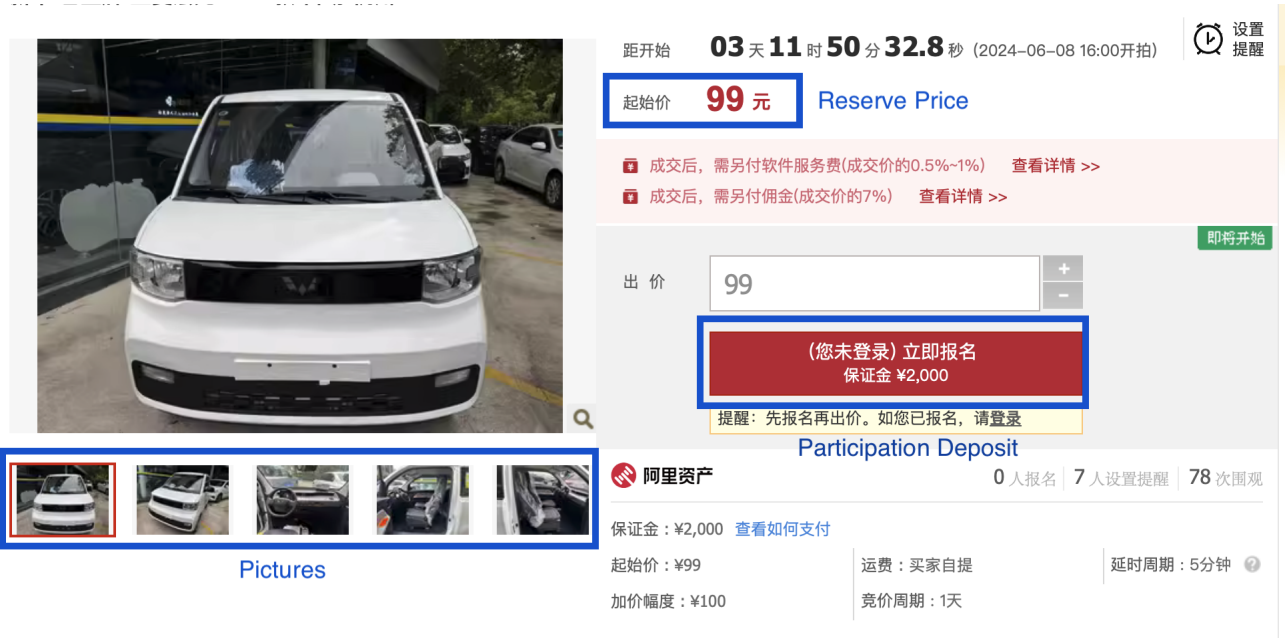 距开始 03 天 11 时 50 分 32.8 秒 (2024-06-08 16:00开拍)
设置
提醒
起始价 99 元
Reserve Price
成交后，需另付软件服务费(成交价的0.5%~1%) 查看详情 >>
成交后，需另付佣金(成交价的7%) 查看详情 >>
即将开始
出 价 99
+
-
(您未登录) 立即报名
保证金 ¥2,000
提醒：先报名再出价。如您已报名，请登录
Participation Deposit
Pictures
阿里资产 0 人报名 7 人设置提醒 78 次围观
保证金：¥2,000 查看如何支付
起始价：¥99 运费：买家自提 延时周期：5分钟 ?
加价幅度：¥100 竞价周期：1天